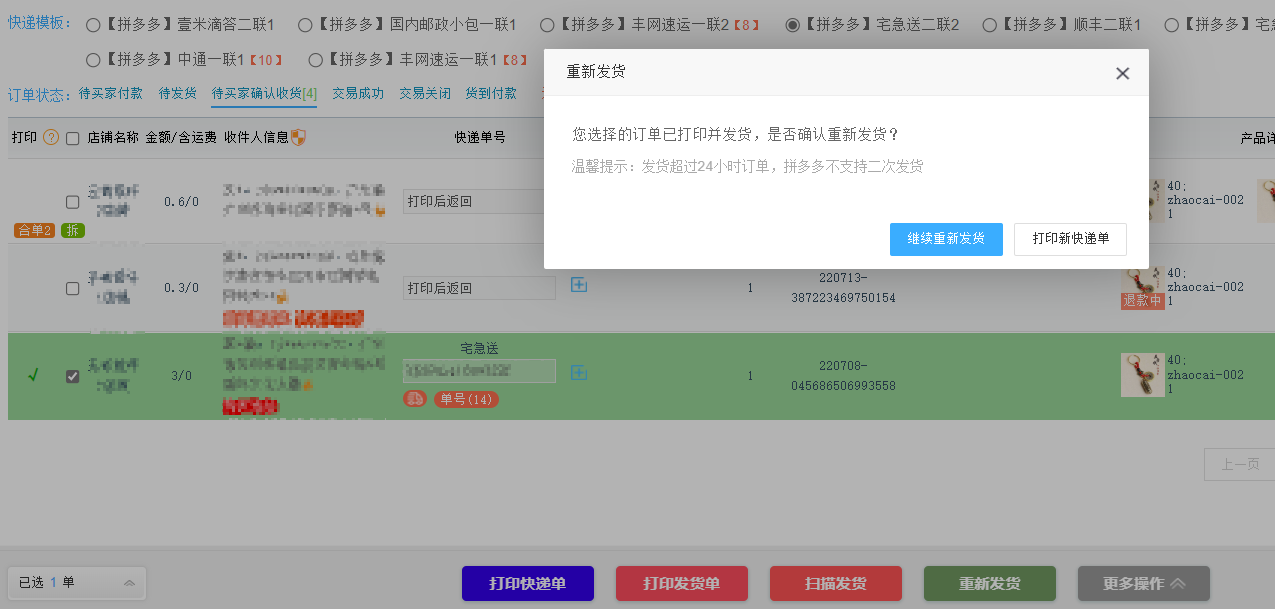 快递模板： 【拼多多】壹米滴答二联1 【拼多多】国内邮政小包一联1 【拼多多】丰网速运一联2【8】 【拼多多】宅急送二联2 【拼多多】顺丰二联1 【拼多多】宅
【拼多多】中通一联1【10】 【拼多多】丰网速运一联1【8】
订单状态： 待买家付款 待发货 待买家确认收货[4] 交易成功 交易关闭 货到付款
重新发货
您选择的订单已打印并发货，是否确认重新发货？
温馨提示：发货超过24小时订单，拼多多不支持二次发货
继续重新发货 打印新快递单
打印 ? 店铺名称 金额/含运费 收件人信息 快递单号 产品详
0.6/0 打印后返回 40;
zhaocai-002
1
合单2 拆
0.3/0 打印后返回 1 220713-
387223469750154 40;
zhaocai-002
1
退款中
3/0 宅急送 1 220708-
045686506993558 40;
zhaocai-002
1
单号(14)
上一页
已选 1 单 打印快递单 打印发货单 扫描发货 重新发货 更多操作